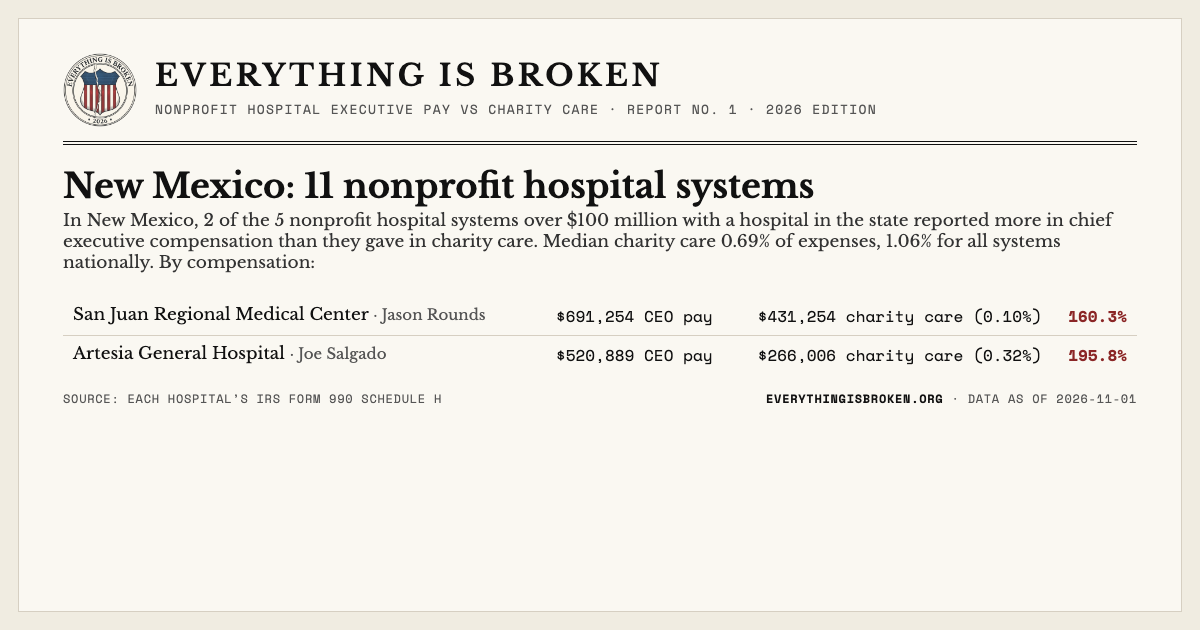 EVERYTHING IS BROKEN
2026
EVERYTHING IS BROKEN
NONPROFIT HOSPITAL EXECUTIVE PAY VS CHARITY CARE · REPORT NO. 1 · 2026 EDITION
New Mexico: 11 nonprofit hospital systems
In New Mexico, 2 of the 5 nonprofit hospital systems over $100 million with a hospital in the state reported more in chief
executive compensation than they gave in charity care. Median charity care 0.69% of expenses, 1.06% for all systems
nationally. By compensation:
San Juan Regional Medical Center · Jason Rounds $691,254 CEO pay $431,254 charity care (0.10%) 160.3%
Artesia General Hospital · Joe Salgado $520,889 CEO pay $266,006 charity care (0.32%) 195.8%
SOURCE: EACH HOSPITAL’S IRS FORM 990 SCHEDULE H
EVERYTHINGISBROKEN.ORG · DATA AS OF 2026-11-01